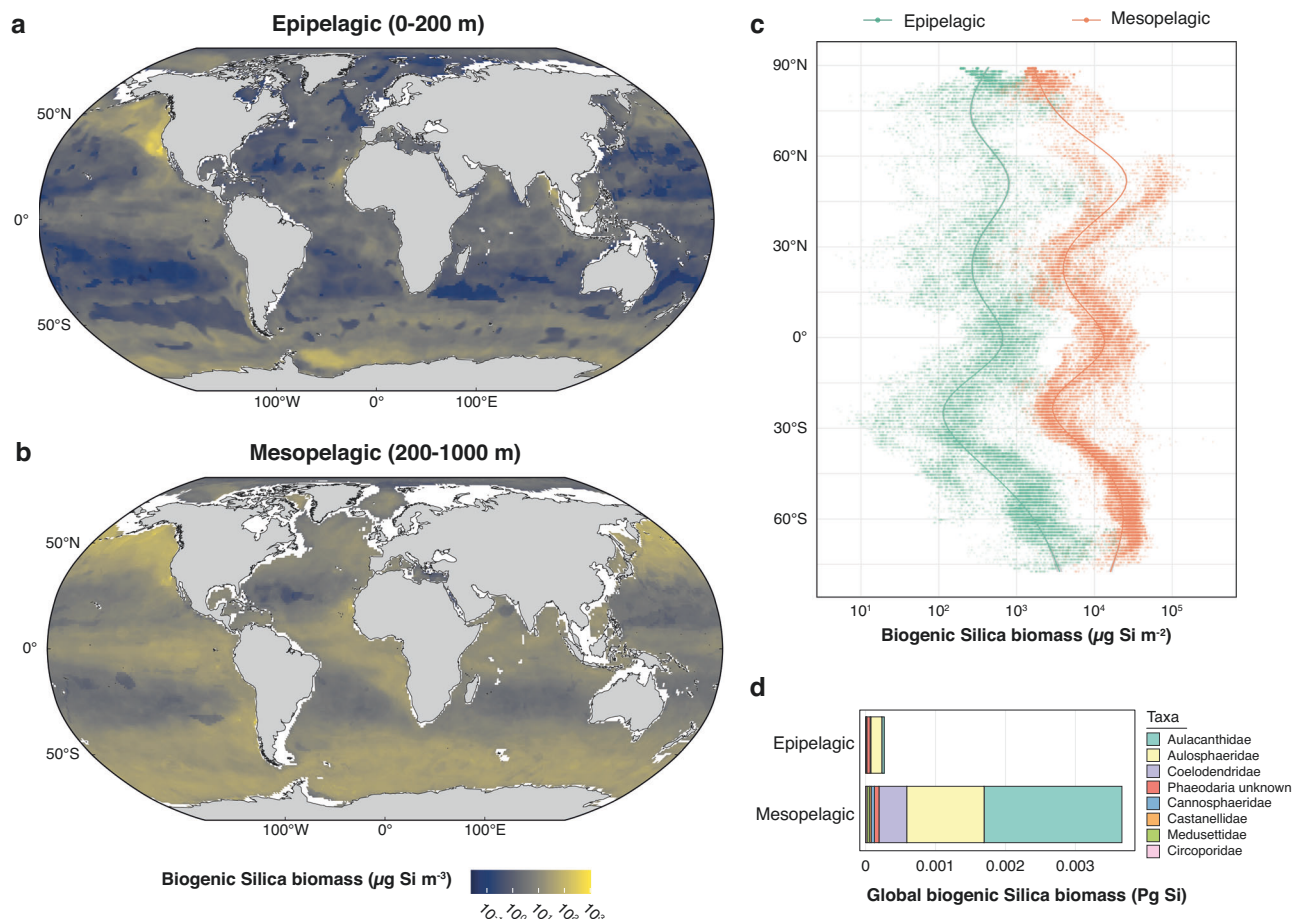 a
Epipelagic (0-200 m)
50°N
0°
50°S
100°W 0° 100°E
b
Mesopelagic (200-1000 m)
50°N
0°
50°S
100°W 0° 100°E
Biogenic Silica biomass (µg Si m⁻³)
c
Epipelagic Mesopelagic
90°N
60°N
30°N
0°
30°S
60°S
10¹ 10² 10³ 10⁴ 10⁵
Biogenic Silica biomass (µg Si m⁻²)
d
Epipelagic
Mesopelagic
0 0.001 0.002 0.003
Global biogenic Silica biomass (Pg Si)
Taxa
Aulacanthidae
Aulosphaeridae
Coelodendridae
Phaeodaria unknown
Cannosphaeridae
Castanellidae
Medusettidae
Circoporidae